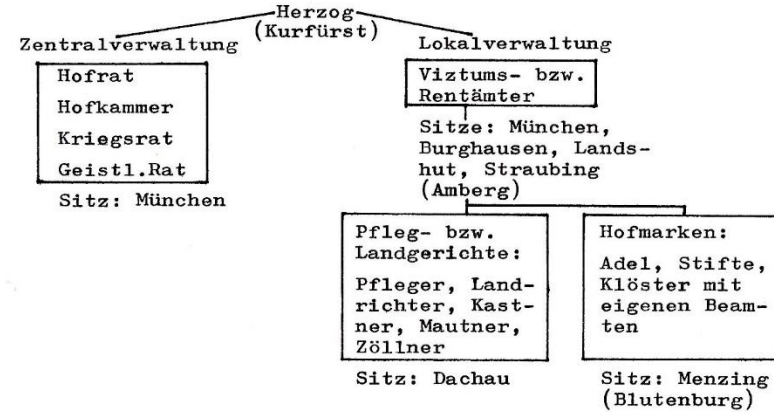 Herzog
(Kurfürst)
Zentralverwaltung
Hofrat
Hofkammer
Kriegsrat
Geistl.Rat
Sitz: München
Lokalverwaltung
Viztums- bzw.
Rentämter
Sitze: München,
Burghausen, Lands-
hut, Straubing
(Amberg)
Pfleg- bzw.
Landgerichte:
Pfleger, Land-
richter, Kast-
ner, Mautner,
Zöllner
Sitz: Dachau
Hofmarken:
Adel, Stifte,
Klöster mit
eigenen Beam-
ten
Sitz: Menzing
(Blutenburg)